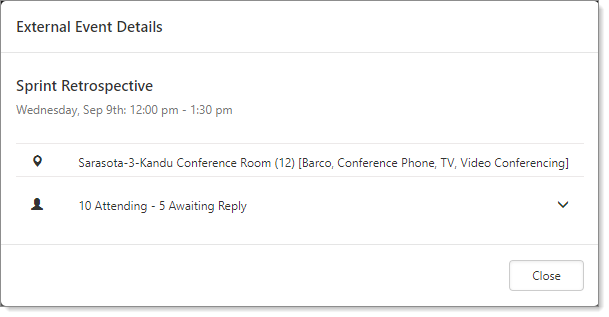 External Event Details
Sprint Retrospective
Wednesday, Sep 9th: 12:00 pm - 1:30 pm
Sarasota-3-Kandu Conference Room (12) [Barco, Conference Phone, TV, Video Conferencing]
10 Attending - 5 Awaiting Reply
Close